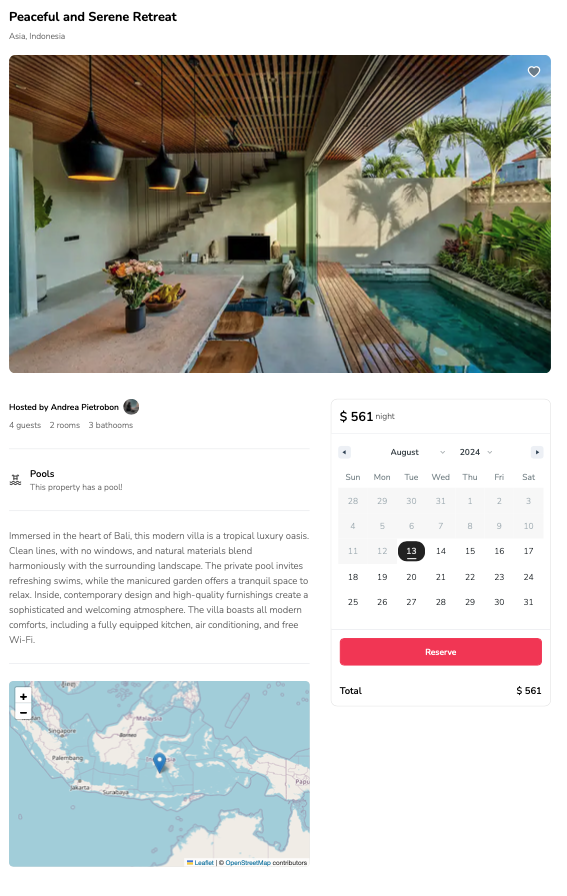 Peaceful and Serene Retreat
Asia, Indonesia
Hosted by Andrea Pietrobon
4 guests 2 rooms 3 bathooms
Pools
This property has a pool!
Immersed in the heart of Bali, this modern villa is a tropical luxury oasis.
Clean lines, with no windows, and natural materials blend
harmoniously with the surrounding landscape. The private pool invites
refreshing swims, while the manicured garden offers a tranquil space to
relax. Inside, contemporary design and high-quality furnishings create a
sophisticated and welcoming atmosphere. The villa boasts all modern
comforts, including a fully equipped kitchen, air conditioning, and free
Wi-Fi.
+
−
Malaysia
Singapore
Borneo
Palembang
Jakarta
Surabaya
Papu
Leaflet | © OpenStreetMap contributors
$ 561 night
August 2024
Sun Mon Tue Wed Thu Fri Sat
28 29 30 31 1 2 3
4 5 6 7 8 9 10
11 12 13 14 15 16 17
18 19 20 21 22 23 24
25 26 27 28 29 30 31
Reserve
Total $ 561